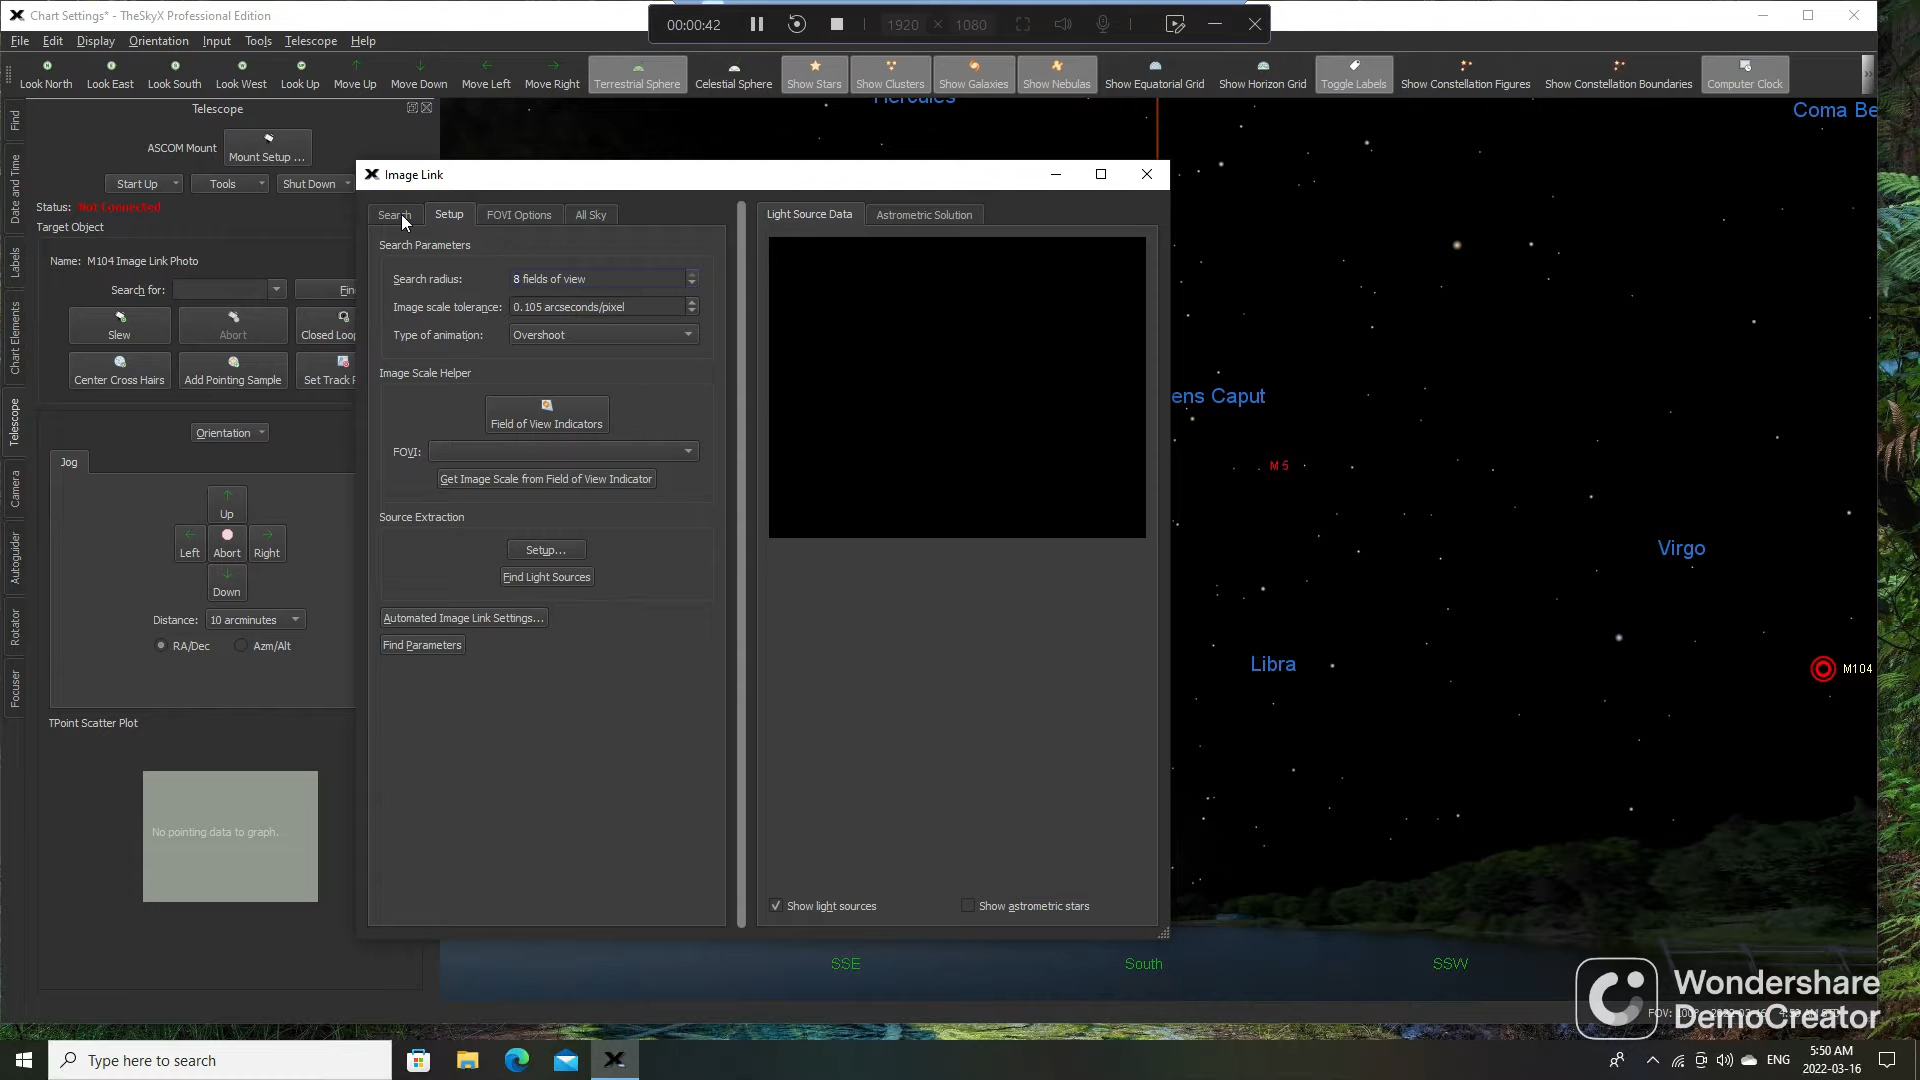 Chart Settings* - TheSkyX Professional Edition
00:00:42
1920 × 1080
File Edit Display Orientation Input Tools Telescope Help
Look North Look East Look South Look West Look Up Move Up Move Down Move Left Move Right Terrestrial Sphere Celestial Sphere Show Stars Show Clusters Show Galaxies Show Nebulas Show Equatorial Grid Show Horizon Grid Toggle Labels Show Constellation Figures Show Constellation Boundaries Computer Clock
Find
Date and Time
Labels
Chart Elements
Telescope
Camera
Autoguider
Rotator
Focuser
Telescope
ASCOM Mount
Mount Setup ...
Start Up Tools Shut Down
Status: Not Connected
Target Object
Name: M104 Image Link Photo
Search for:
Fin
Slew Abort Closed Loo
Center Cross Hairs Add Pointing Sample Set Track F
Orientation
Jog
Up
Left Abort Right
Down
Distance: 10 arcminutes
RA/Dec Azm/Alt
TPoint Scatter Plot
No pointing data to graph.
Image Link
Search Setup FOVI Options All Sky
Search Parameters
Search radius: 8 fields of view
Image scale tolerance: 0.105 arcseconds/pixel
Type of animation: Overshoot
Image Scale Helper
Field of View Indicators
FOVI:
Get Image Scale from Field of View Indicator
Source Extraction
Setup...
Find Light Sources
Automated Image Link Settings...
Find Parameters
Light Source Data Astrometric Solution
Show light sources Show astrometric stars
Hercules
Coma Be
ens Caput
M 5
Virgo
Libra
M104
SSE South SSW
Wondershare
DemoCreator
Type here to search
ENG
5:50 AM
2022-03-16